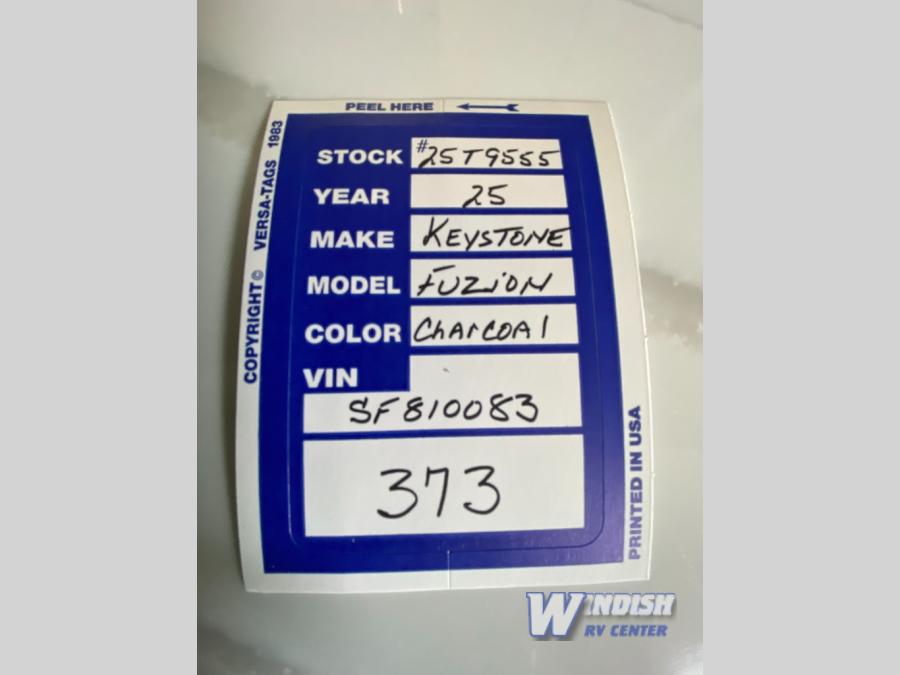 PEEL HERE
COPYRIGHT © VERSA-TAGS 1983
STOCK #25T9555
YEAR 25
MAKE KEYSTONE
MODEL FUZION
COLOR CHArCOAl
VIN
SF810083
373
PRINTED IN USA
WINDISH
RV CENTER